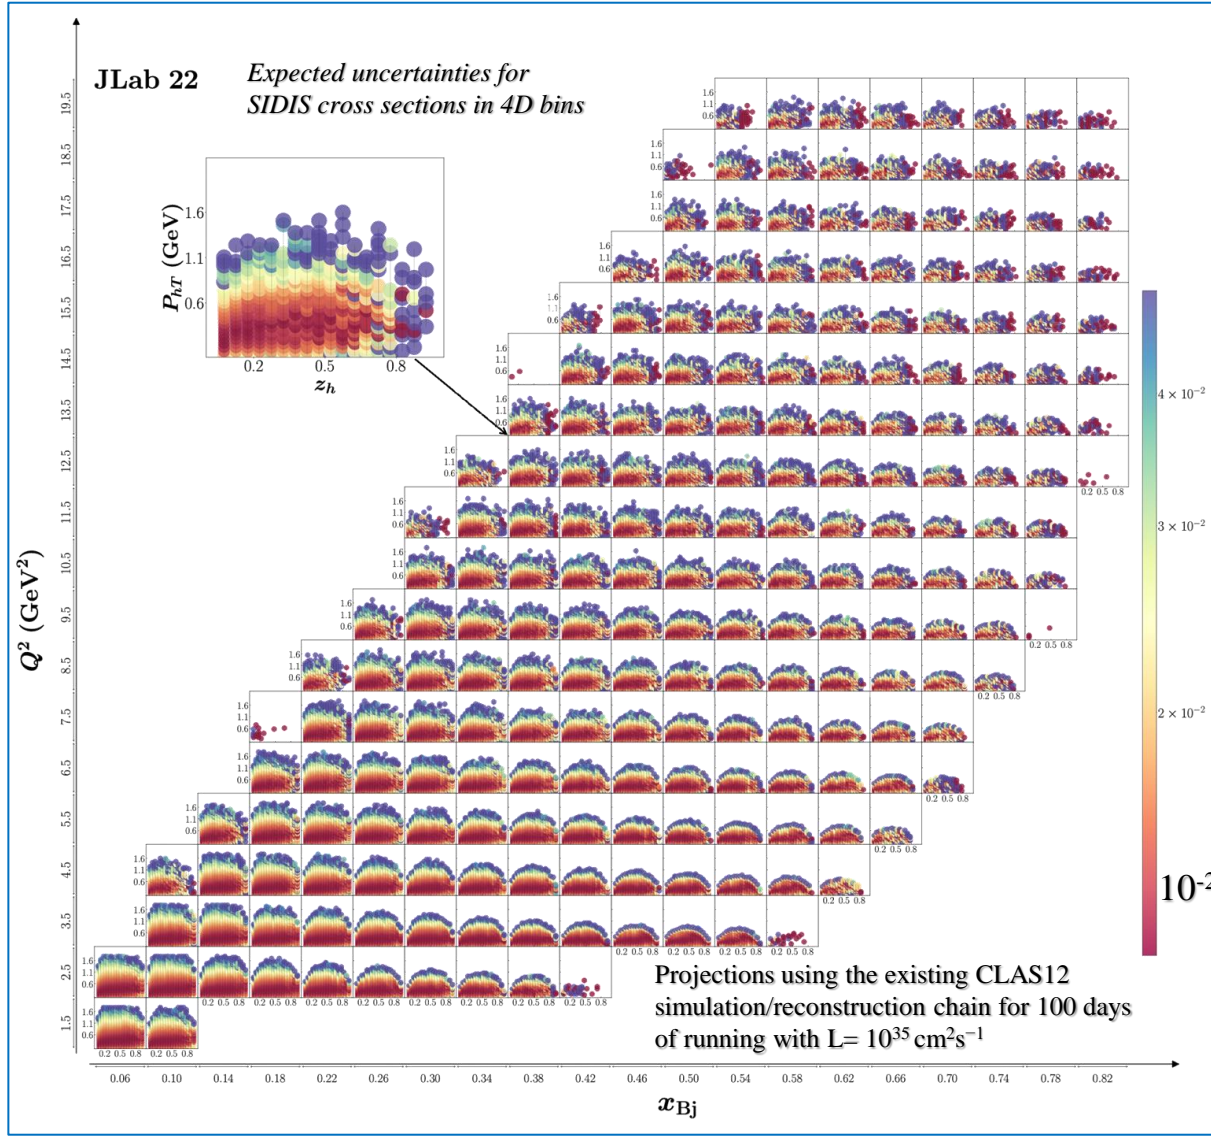 JLab 22
Expected uncertainties for
SIDIS cross sections in 4D bins
P_hT (GeV)
1.6
1.1
0.6
0.2 0.5 0.8
z_h
Q² (GeV²)
19.5
18.5
17.5
16.5
15.5
14.5
13.5
12.5
11.5
10.5
9.5
8.5
7.5
6.5
5.5
4.5
3.5
2.5
1.5
4 × 10⁻²
3 × 10⁻²
2 × 10⁻²
10⁻²
Projections using the existing CLAS12
simulation/reconstruction chain for 100 days
of running with L= 10³⁵ cm²s⁻¹
0.06 0.10 0.14 0.18 0.22 0.26 0.30 0.34 0.38 0.42 0.46 0.50 0.54 0.58 0.62 0.66 0.70 0.74 0.78 0.82
x_Bj